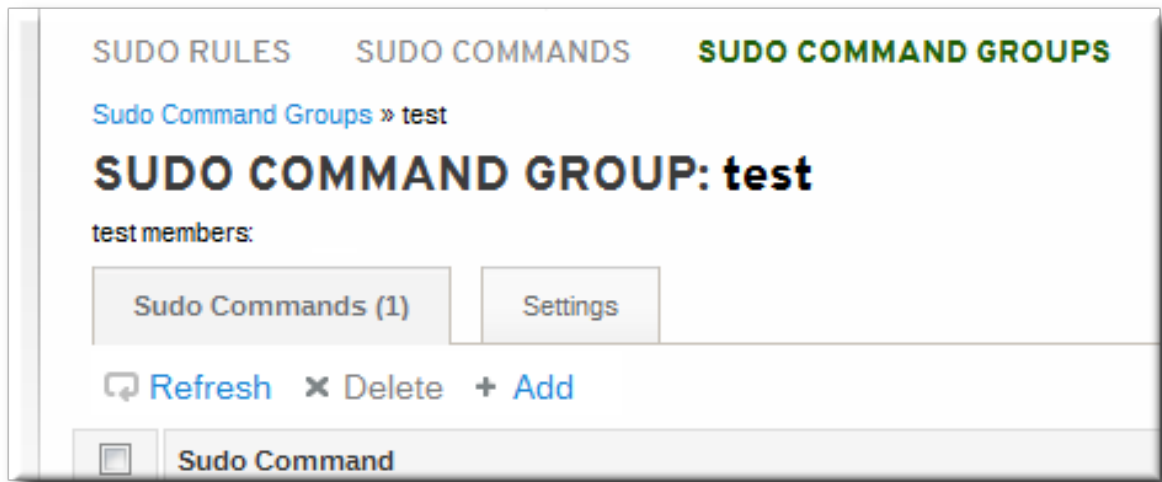 SUDO RULES SUDO COMMANDS SUDO COMMAND GROUPS
Sudo Command Groups » test
SUDO COMMAND GROUP: test
test members:
Sudo Commands (1) Settings
Refresh Delete + Add
Sudo Command